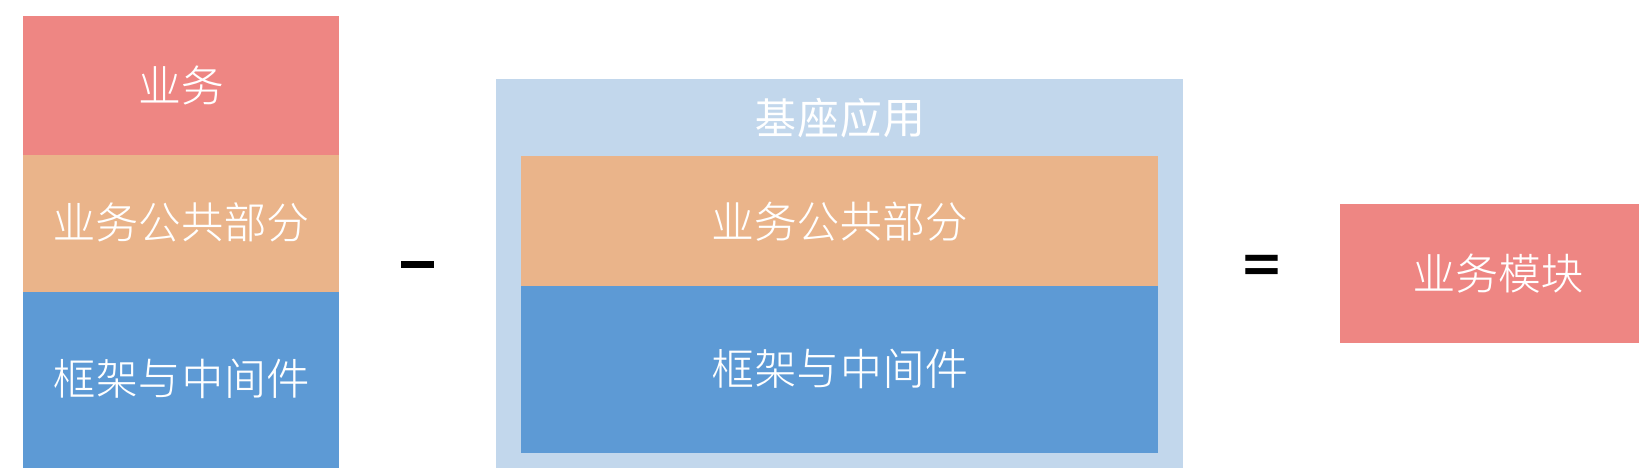 业务
业务公共部分
框架与中间件
-
基座应用
业务公共部分
框架与中间件
=
业务模块